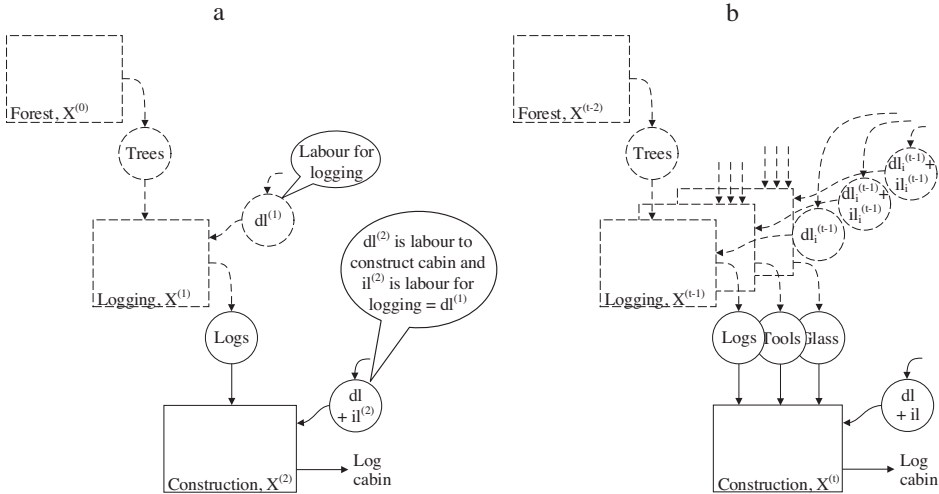 a
Forest, X(0)
Trees
Labour for
logging
dl(1)
Logging, X(1)
dl(2) is labour to
construct cabin and
il(2) is labour for
logging = dl(1)
Logs
dl
+ il(2)
Construction, X(2)
Log
cabin
b
Forest, X(t-2)
Trees
dli(t-1)+
ili(t-1)
dli(t-1)+
ili(t-1)
dli(t-1)
Logging, X(t-1)
Logs
Tools
Glass
dl
+ il
Construction, X(t)
Log
cabin